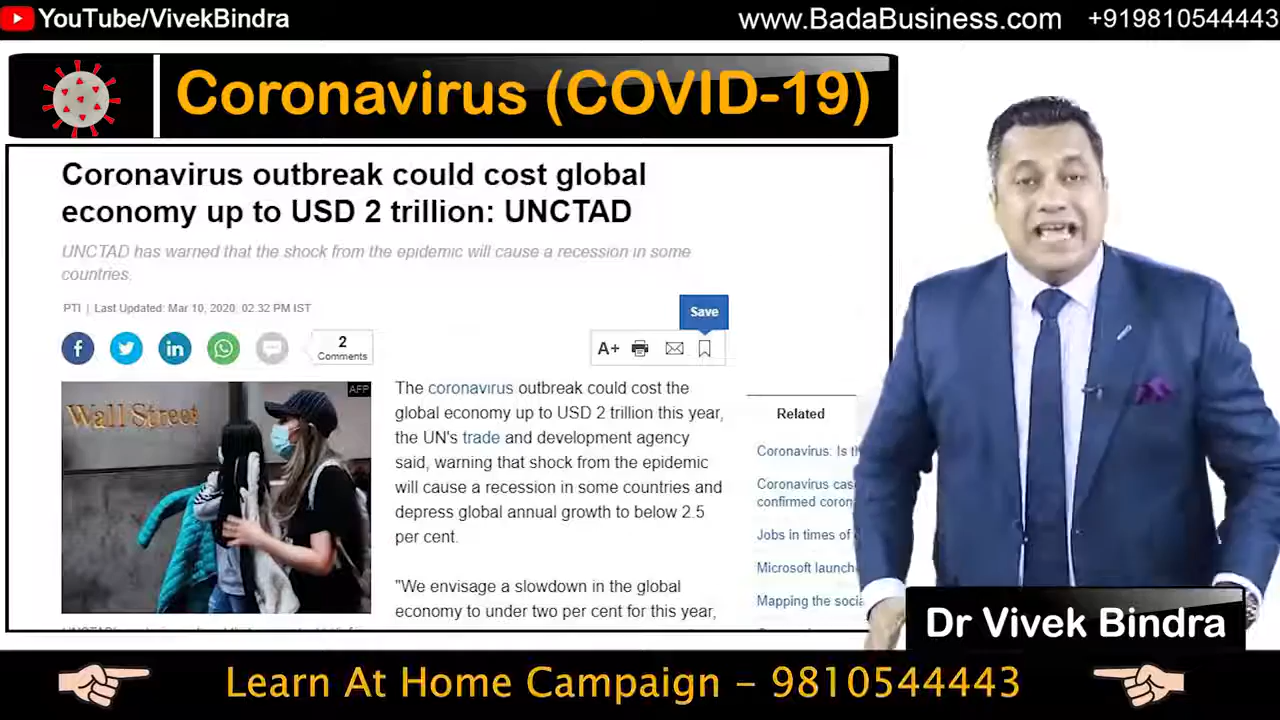 YouTube/VivekBindra
www.BadaBusiness.com +919810544443
Coronavirus (COVID-19)
Coronavirus outbreak could cost global
economy up to USD 2 trillion: UNCTAD
UNCTAD has warned that the shock from the epidemic will cause a recession in some
countries.
PTI | Last Updated: Mar 10, 2020, 02:32 PM IST
Save
2
Comments
A+
AFP
Wall Street
The coronavirus outbreak could cost the
global economy up to USD 2 trillion this year,
the UN's trade and development agency
said, warning that shock from the epidemic
will cause a recession in some countries and
depress global annual growth to below 2.5
per cent.
"We envisage a slowdown in the global
economy to under two per cent for this year,
Related
Coronavirus: Is
Coronavirus
confirmed
Jobs in times of
Microsoft
Mapping the
Dr Vivek Bindra
Learn At Home Campaign - 9810544443